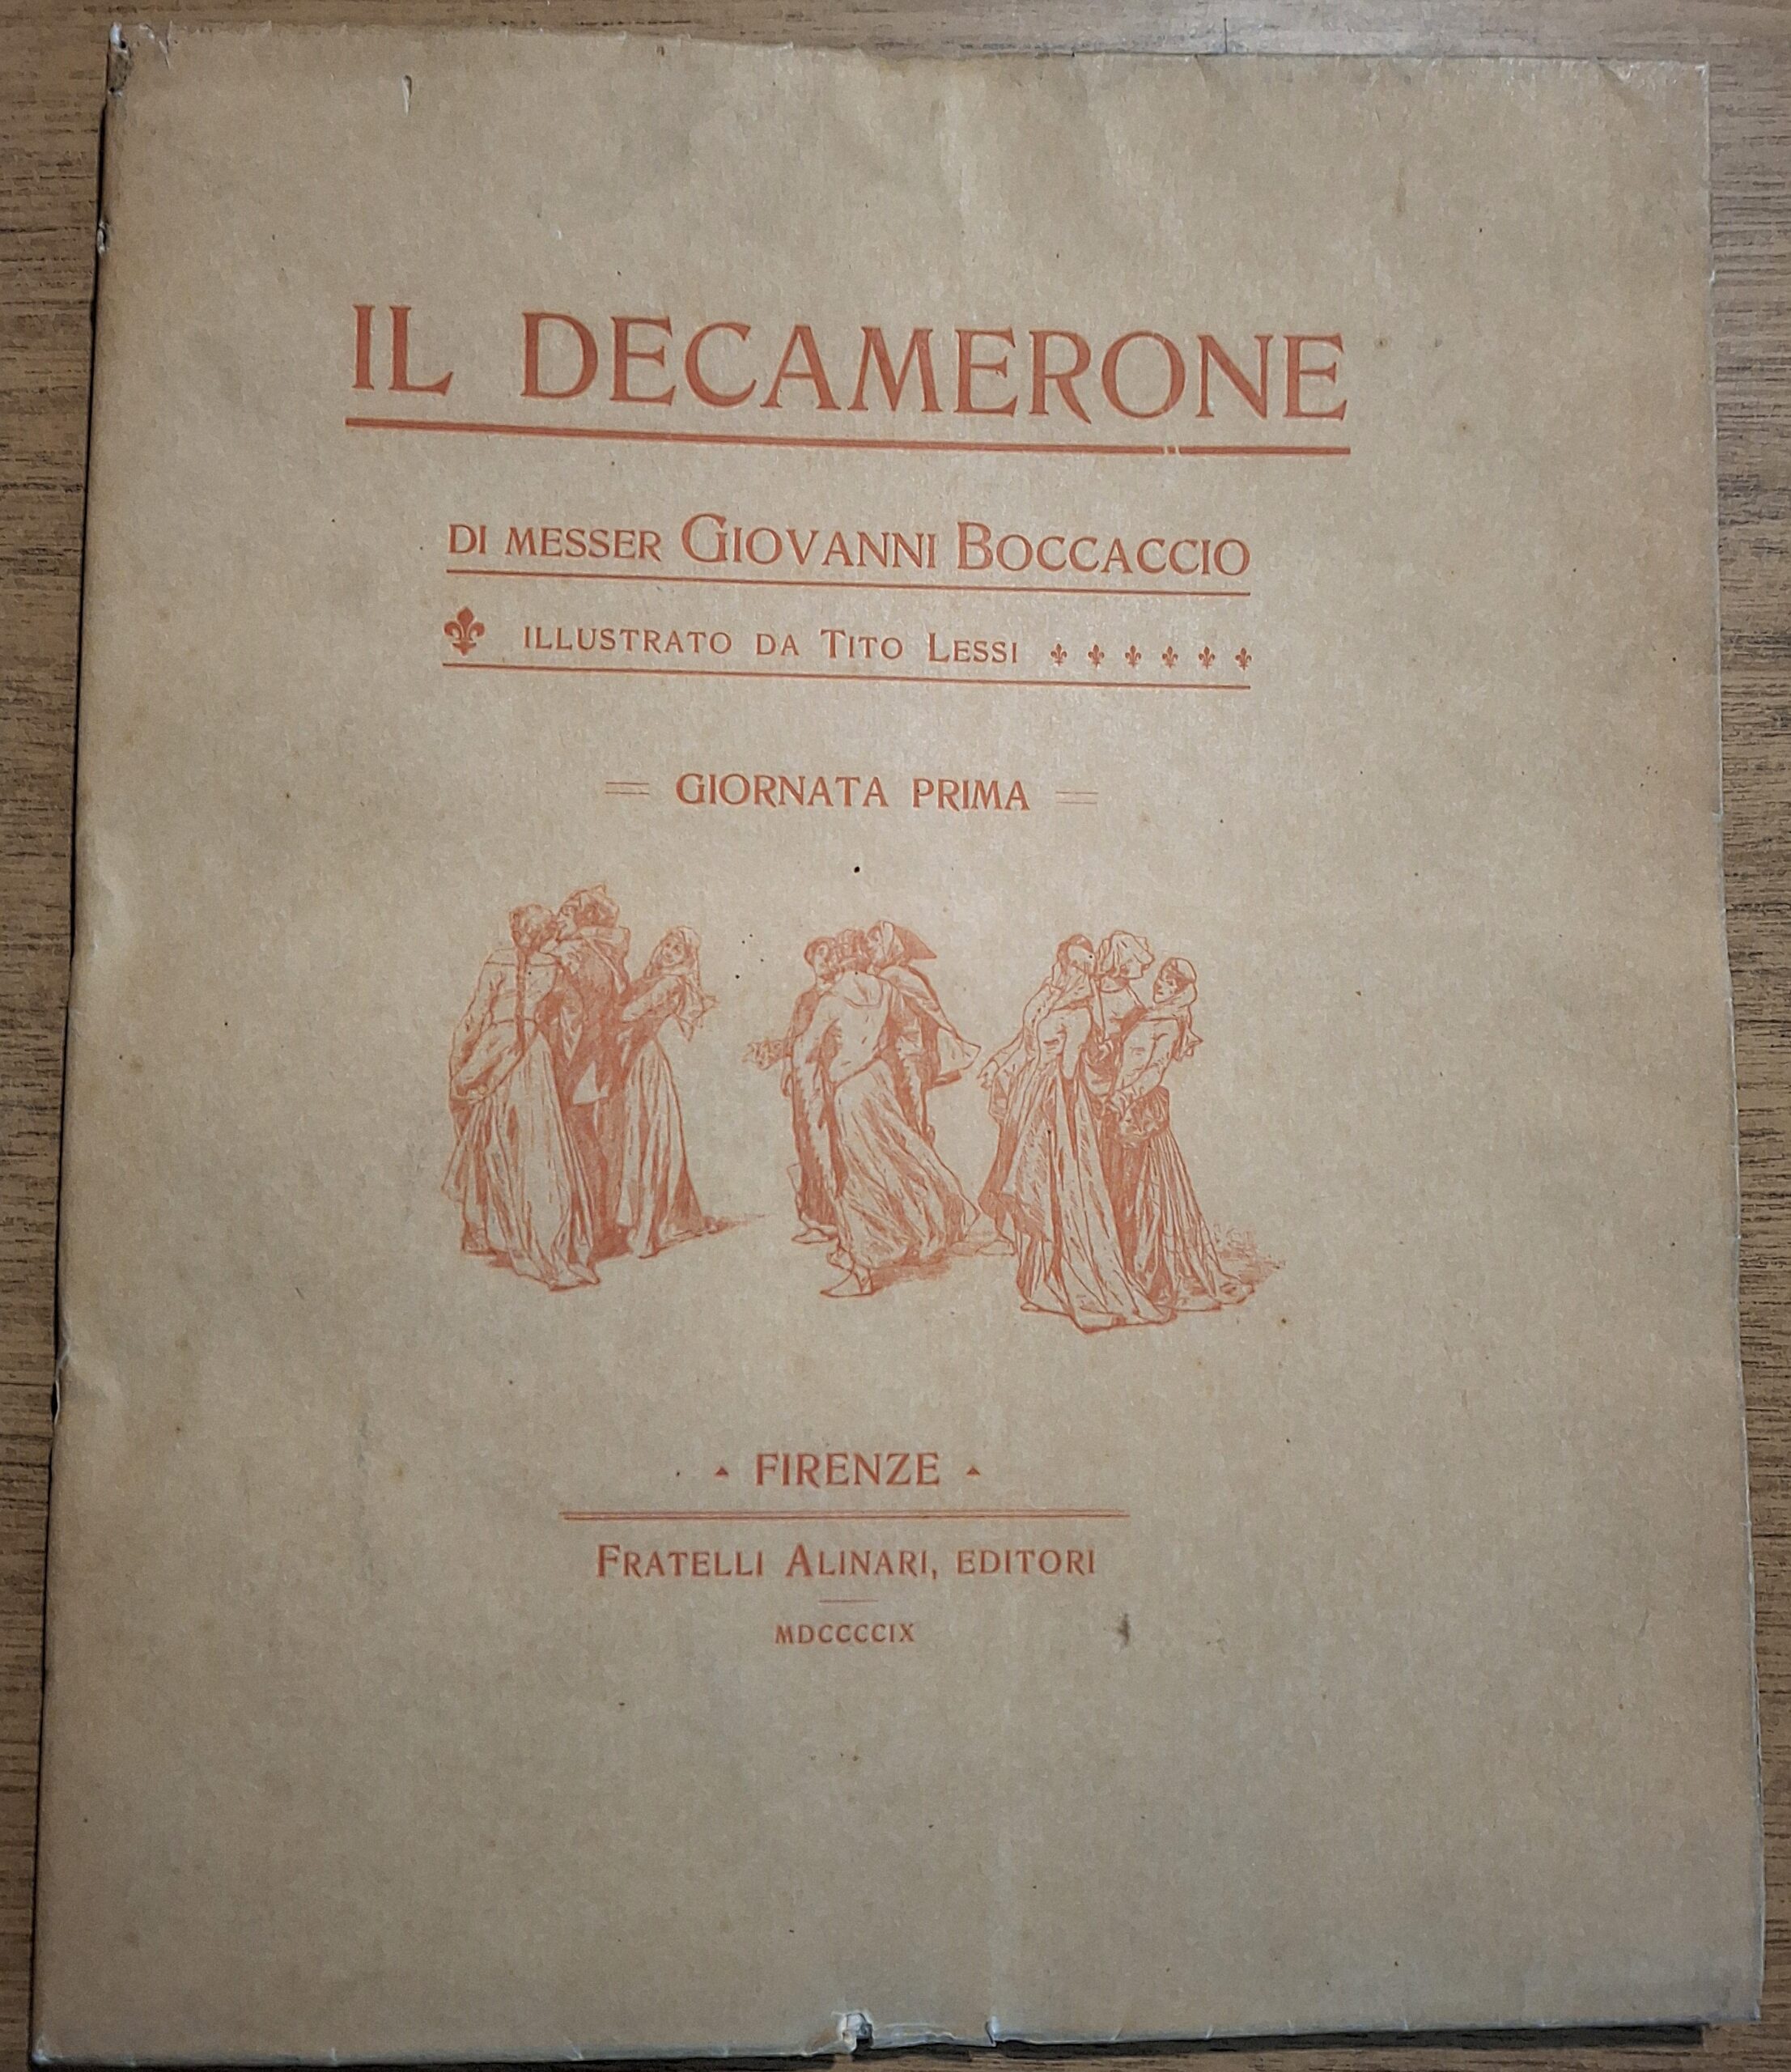 IL DECAMERONE
DI MESSER GIOVANNI BOCCACCIO
ILLUSTRATO DA TITO LESSI
GIORNATA PRIMA
FIRENZE
FRATELLI ALINARI, EDITORI
MDCCCCIX